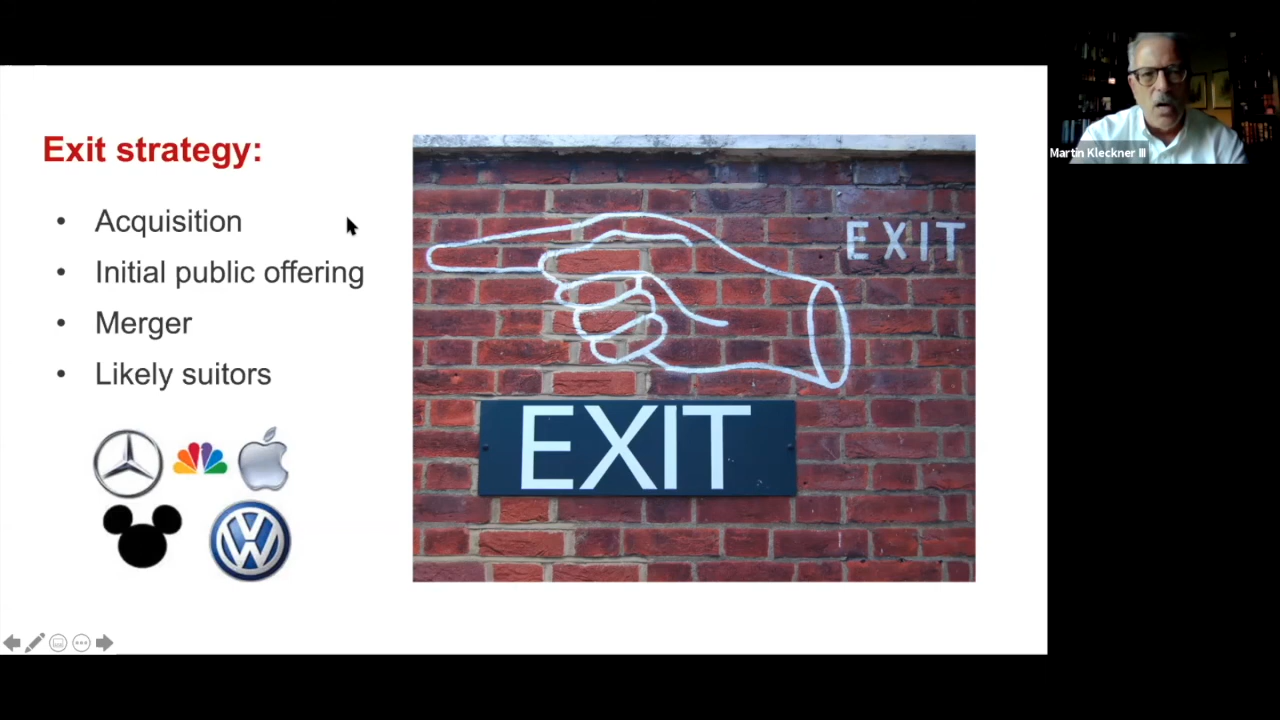 Exit strategy:
• Acquisition
• Initial public offering
• Merger
• Likely suitors
EXIT
EXIT
Martin Kleckner III